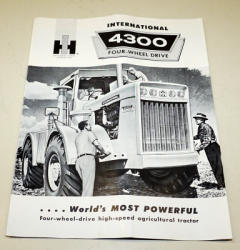 INTERNATIONAL
4300
FOUR-WHEEL DRIVE
....World's MOST POWERFUL
Four-wheel-drive high-speed agricultural tractor